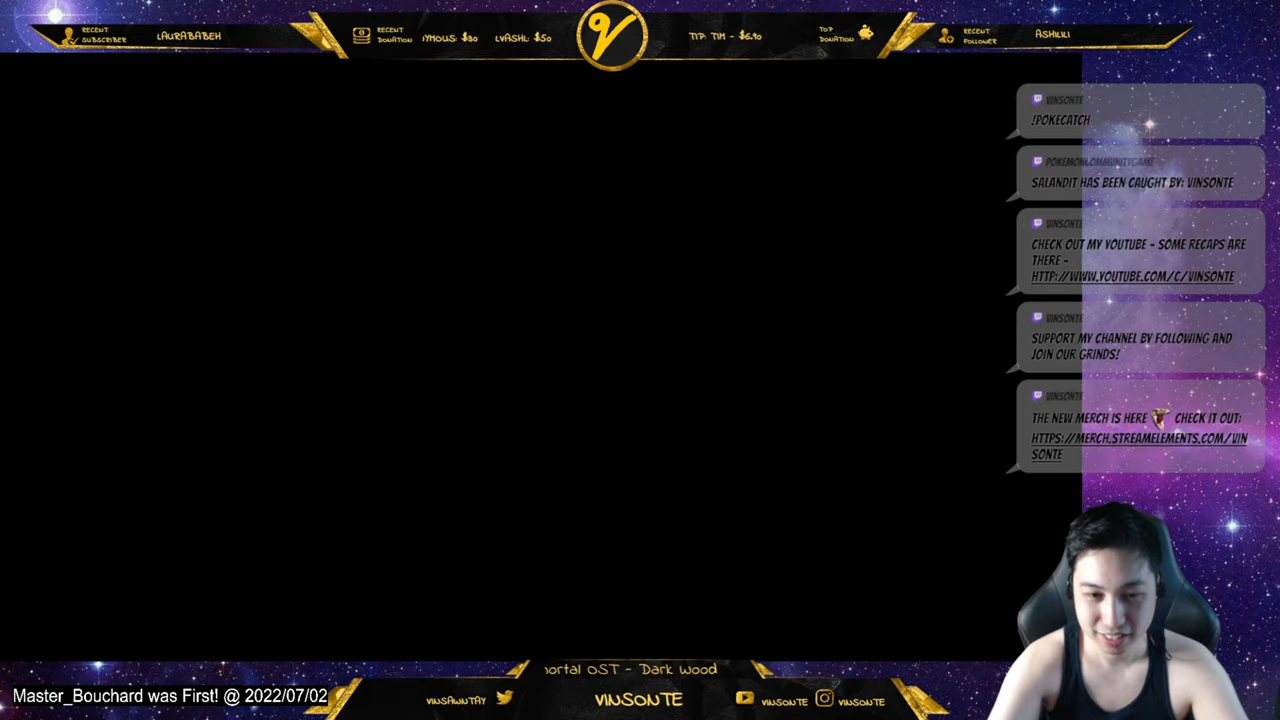 RECENT
SUBSCRIBER
LAURABABEH
RECENT
DONATION
YMOUS: $30
LVASHL: $50
V
TIP: TIM - $6.90
TOP
DONATION
RECENT
FOLLOWER
ASHILILI
VINSONTE
!POKECATCH
POKEMONCOMMUNITYGAME
SALANDIT HAS BEEN CAUGHT BY: VINSONTE
VINSONTE
CHECK OUT MY YOUTUBE - SOME RECAPS ARE
THERE -
HTTP://WWW.YOUTUBE.COM/C/VINSONTE
VINSONTE
SUPPORT MY CHANNEL BY FOLLOWING AND
JOIN OUR GRINDS!
VINSONTE
THE NEW MERCH IS HERE CHECK IT OUT:
HTTPS://MERCH.STREAMELEMENTS.COM/VIN
SONTE
ortal OST - Dark Wood
Master_Bouchard was First! @ 2022/07/02
VINSAWNTAY
VINSONTE
VINSONTE
VINSONTE